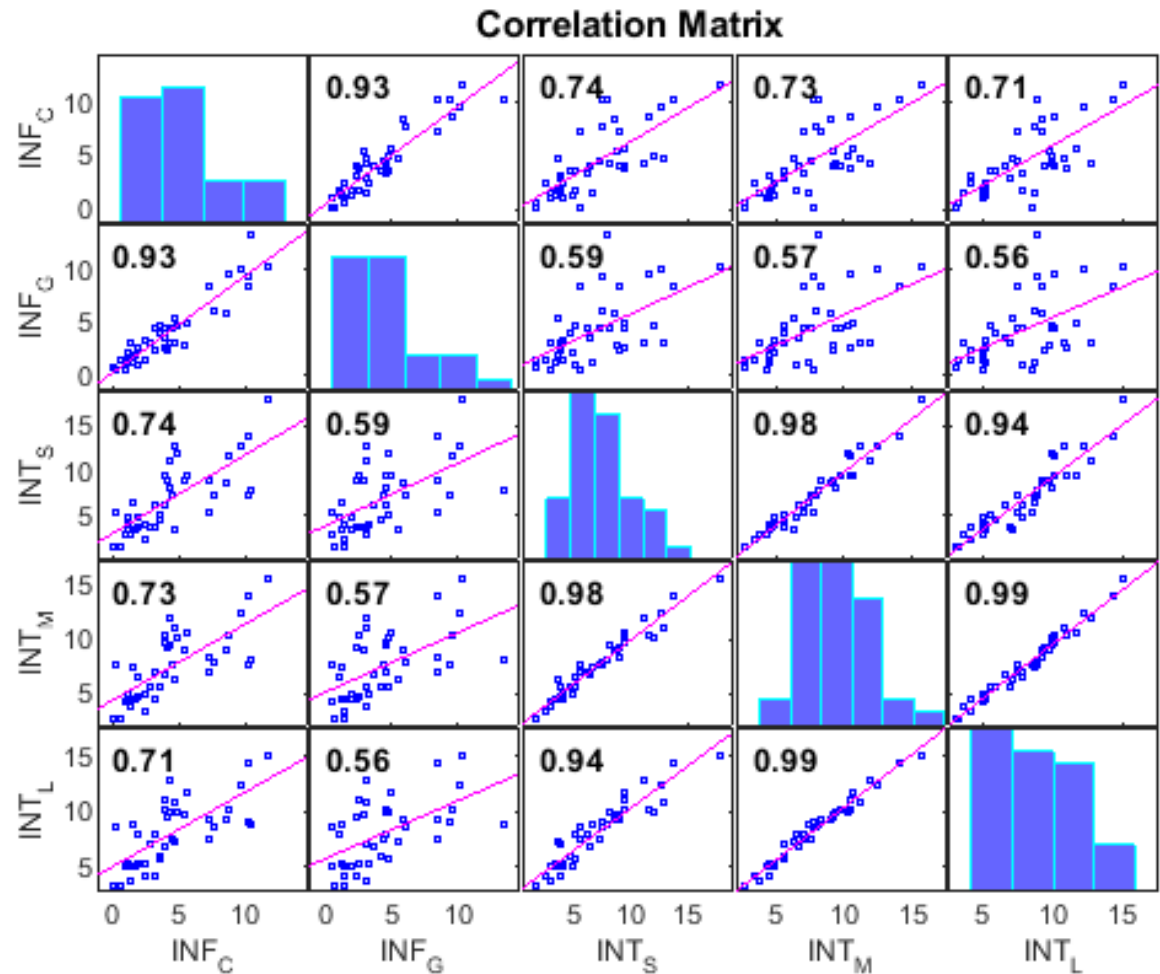 Correlation Matrix
INF_C 10 5 0 0.93 0.74 0.73 0.71
INF_G 10 5 0 0.93 0.59 0.57 0.56
INT_S 15 10 5 0.74 0.59 0.98 0.94
INT_M 15 10 5 0.73 0.57 0.98 0.99
INT_L 15 10 5 0.71 0.56 0.94 0.99
0 5 10 0 5 10 5 10 15 5 10 15 5 10 15
INF_C INF_G INT_S INT_M INT_L